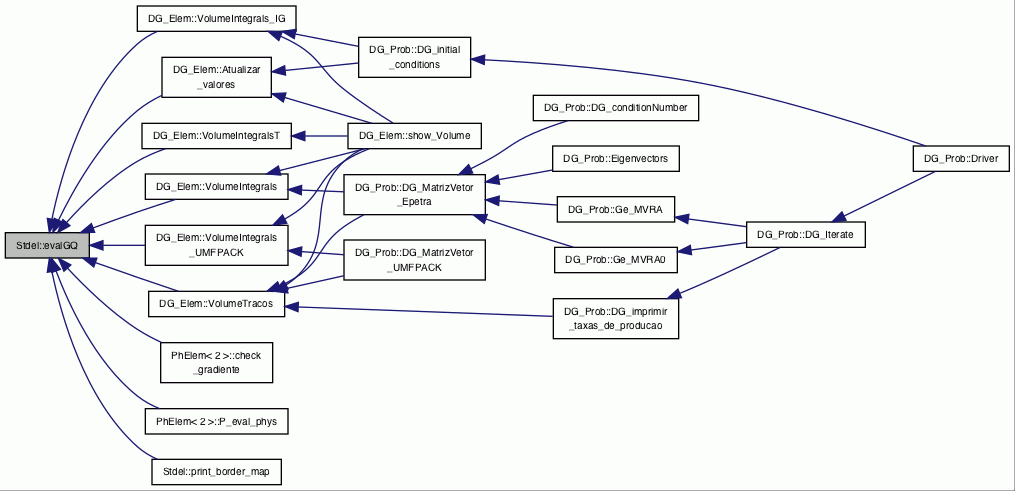 DG_Elem::VolumeIntegrals_IG
DG_Prob::DG_initial
_conditions
DG_Elem::Atualizar
_valores
DG_Prob::DG_conditionNumber
DG_Elem::VolumeIntegralsT
DG_Elem::show_Volume
DG_Prob::Eigenvectors
DG_Prob::Driver
DG_Elem::VolumeIntegrals
DG_Prob::DG_MatrizVetor
_Epetra
DG_Prob::Ge_MVRA
DG_Prob::DG_Iterate
Stdel::evalGQ
DG_Elem::VolumeIntegrals
_UMFPACK
DG_Prob::DG_MatrizVetor
_UMFPACK
DG_Prob::Ge_MVRA0
DG_Elem::VolumeTracos
DG_Prob::DG_imprimir
_taxas_de_producao
PhElem< 2 >::check
_gradiente
PhElem< 2 >::P_eval_phys
Stdel::print_border_map